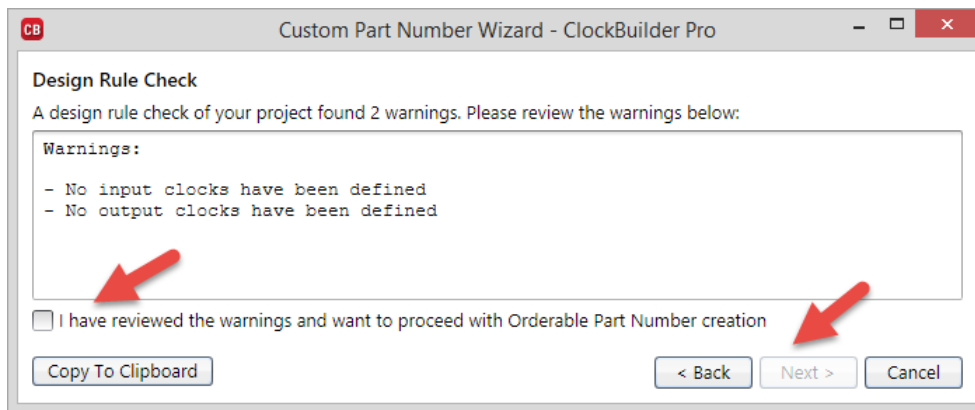 CB
Custom Part Number Wizard - ClockBuilder Pro
Design Rule Check
A design rule check of your project found 2 warnings. Please review the warnings below:
Warnings:
- No input clocks have been defined
- No output clocks have been defined
I have reviewed the warnings and want to proceed with Orderable Part Number creation
Copy To Clipboard
< Back
Next >
Cancel